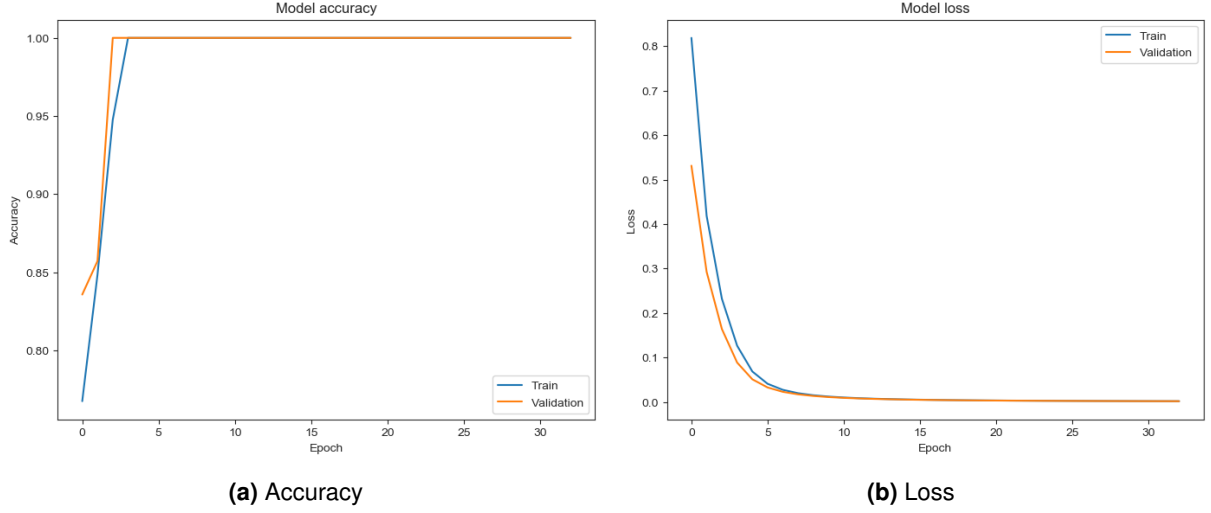 Model accuracy
1.00
0.95
0.90
0.85
0.80
Accuracy
0
5
10
15
20
25
30
Epoch
Train
Validation
(a) Accuracy
Model loss
0.8
0.7
0.6
0.5
0.4
0.3
0.2
0.1
0.0
Loss
0
5
10
15
20
25
30
Epoch
Train
Validation
(b) Loss